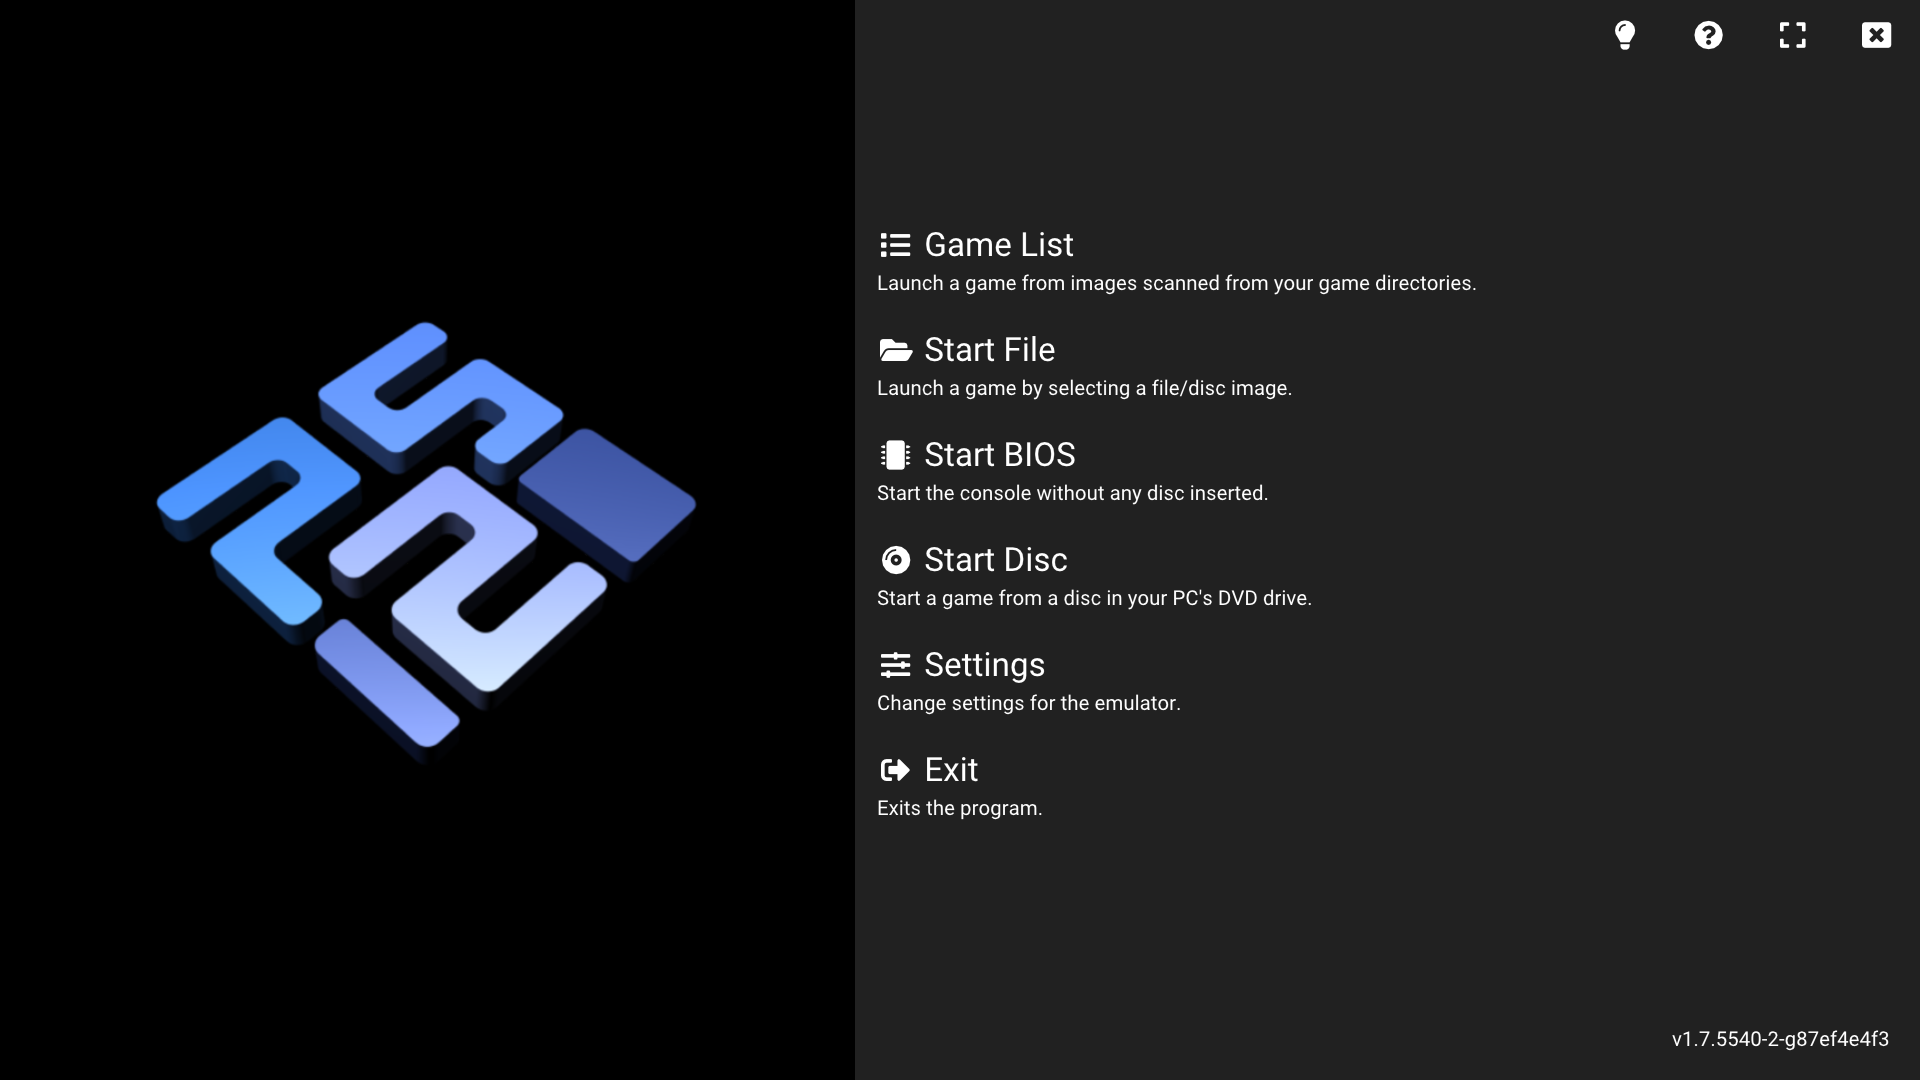 Game List
Launch a game from images scanned from your game directories.
Start File
Launch a game by selecting a file/disc image.
Start BIOS
Start the console without any disc inserted.
Start Disc
Start a game from a disc in your PC's DVD drive.
Settings
Change settings for the emulator.
Exit
Exits the program.
v1.7.5540-2-g87ef4e4f3